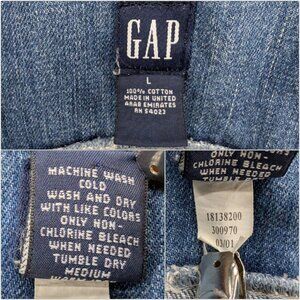 GAP
L
100% COTTON
MADE IN UNITED
ARAB EMIRATES
RN 54023
MACHINE WASH
COLD
WASH AND DRY
WITH LIKE COLORS
ONLY NON-
CHLORINE BLEACH
WHEN NEEDED
TUMBLE DRY
MEDIUM
ONLY NON-
CHLORINE BLEACH
WHEN NEEDED
TUMBLE DRY
18138200
300970
03/01